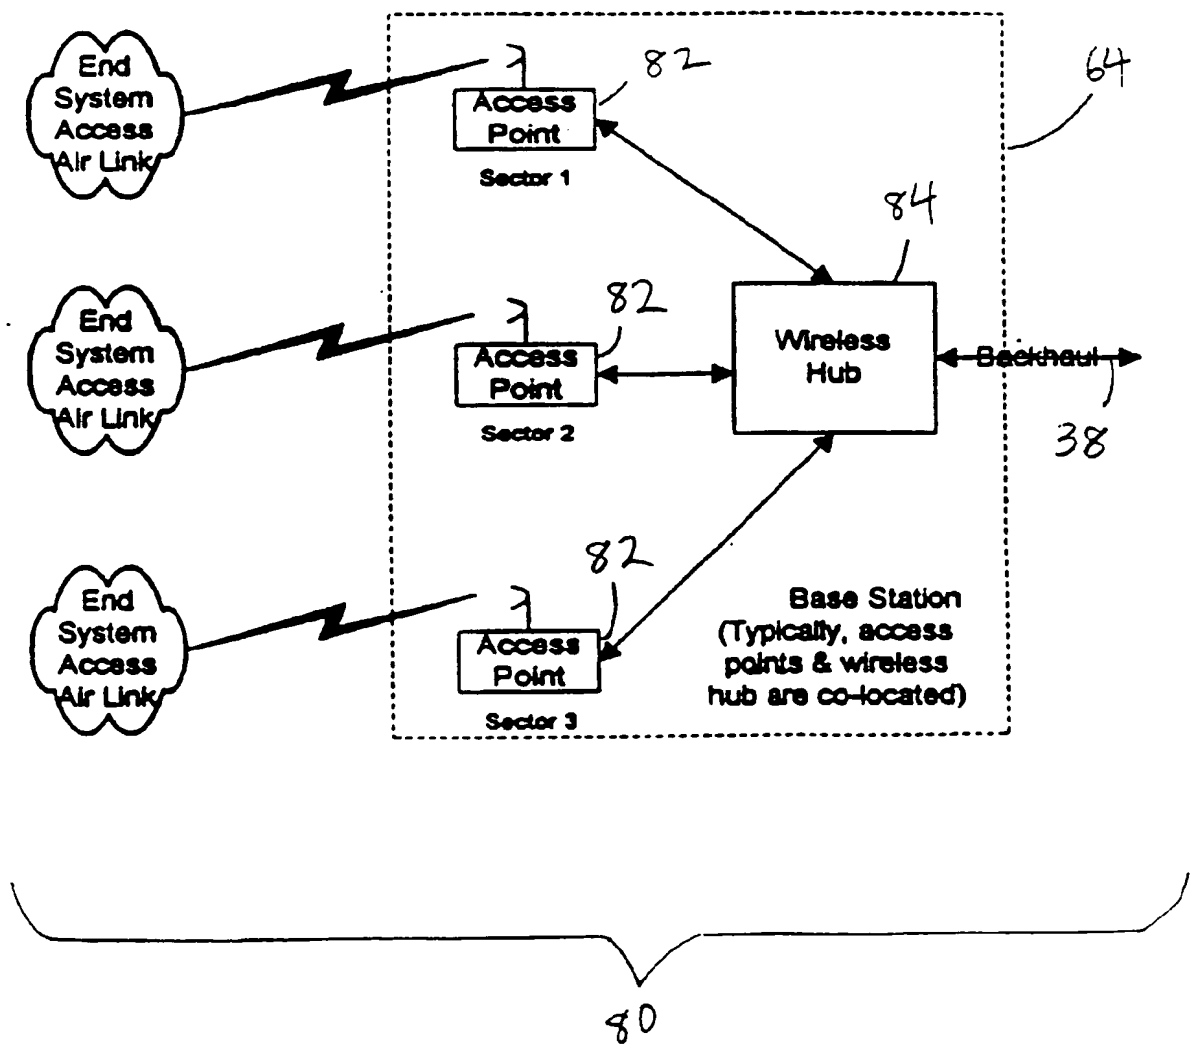 End
System
Access
Air Link
Access
Point
Sector 1
82
64
84
End
System
Access
Air Link
Access
Point
Sector 2
82
Wireless
Hub
Backhaul
38
End
System
Access
Air Link
Access
Point
Sector 3
82
Base Station
(Typically, access
points & wireless
hub are co-located)
80